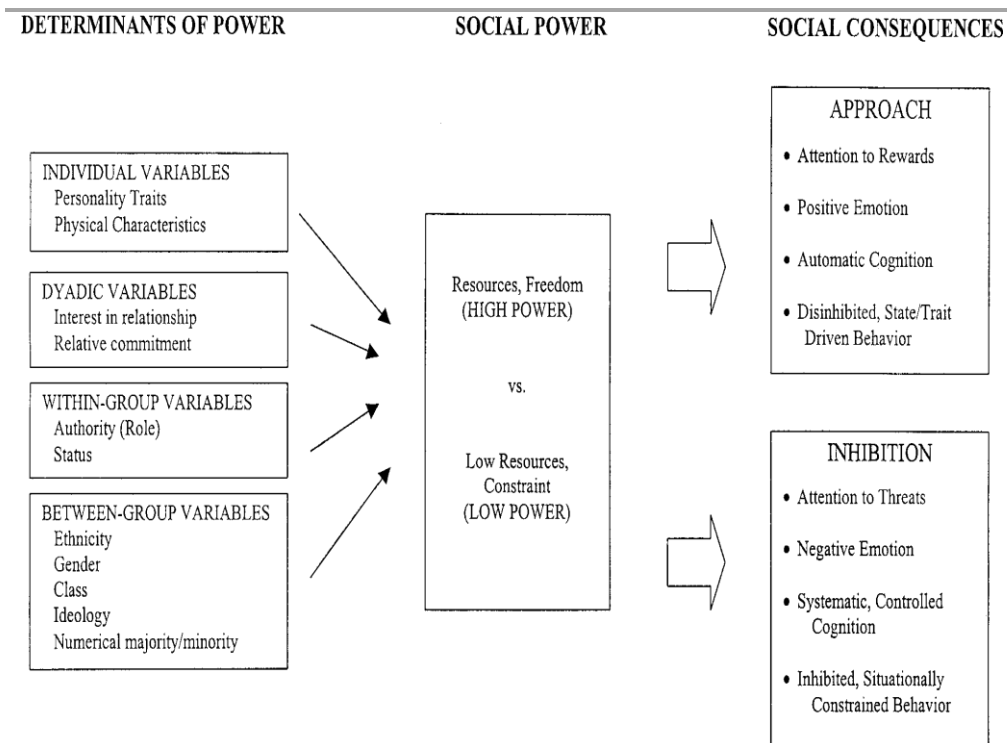 DETERMINANTS OF POWER
SOCIAL POWER
SOCIAL CONSEQUENCES
INDIVIDUAL VARIABLES
Personality Traits
Physical Characteristics
DYADIC VARIABLES
Interest in relationship
Relative commitment
WITHIN-GROUP VARIABLES
Authority (Role)
Status
BETWEEN-GROUP VARIABLES
Ethnicity
Gender
Class
Ideology
Numerical majority/minority
Resources, Freedom
(HIGH POWER)
vs.
Low Resources,
Constraint
(LOW POWER)
APPROACH
• Attention to Rewards
• Positive Emotion
• Automatic Cognition
• Disinhibited, State/Trait
Driven Behavior
INHIBITION
• Attention to Threats
• Negative Emotion
• Systematic, Controlled
Cognition
• Inhibited, Situationally
Constrained Behavior